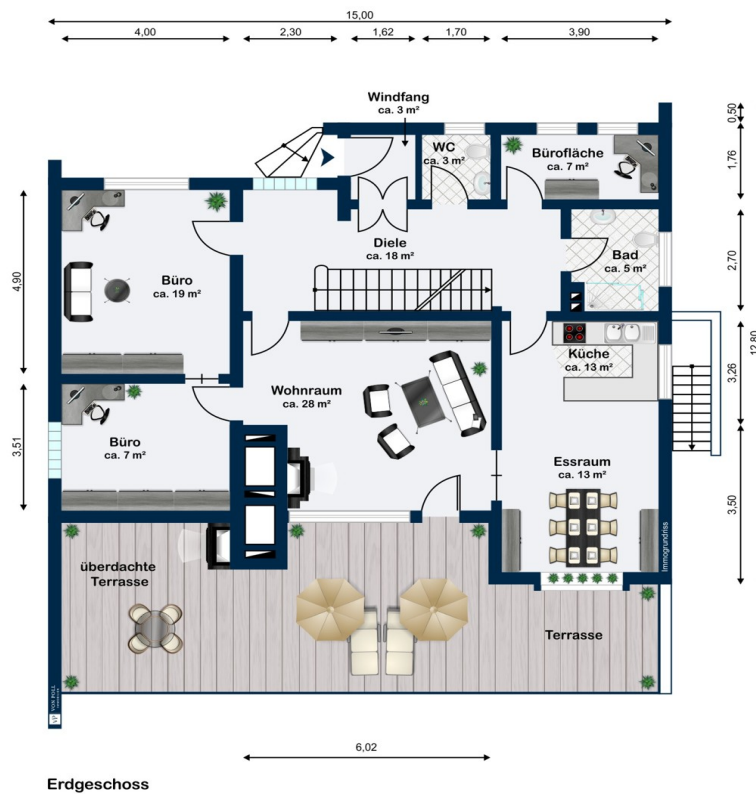 15,00
4,00
2,30
1,62
1,70
3,90
Windfang
ca. 3 m²
0,50
WC
ca. 3 m²
Bürofläche
ca. 7 m²
1,76
Diele
ca. 18 m²
Bad
ca. 5 m²
2,70
4,90
Büro
ca. 19 m²
12,80
3,26
Küche
ca. 13 m²
Wohnraum
ca. 28 m²
3,51
Büro
ca. 7 m²
Essraum
ca. 13 m²
3,50
Immogrundriss
überdachte
Terrasse
Terrasse
VON POLL
VP
6,02
Erdgeschoss